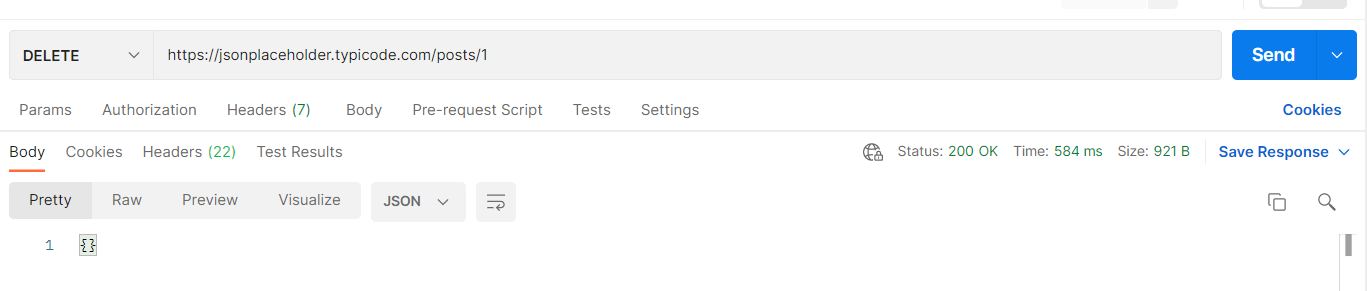 DELETE https://jsonplaceholder.typicode.com/posts/1 Send
Params Authorization Headers (7) Body Pre-request Script Tests Settings Cookies
Body Cookies Headers (22) Test Results Status: 200 OK Time: 584 ms Size: 921 B Save Response
Pretty Raw Preview Visualize JSON
1 {}